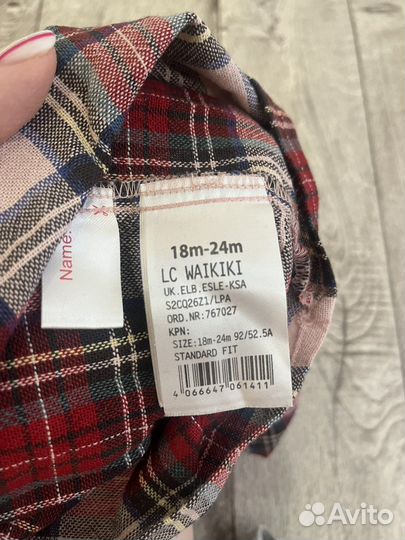 Name:
18m-24m
LC WAIKIKI
UK.ELB.ESLE-KSA
S2CQ26Z1/LPA
ORD.NR:767027
KPN:
SIZE:18m-24m 92/52.5A
STANDARD FIT
4 066647 061411
Avito